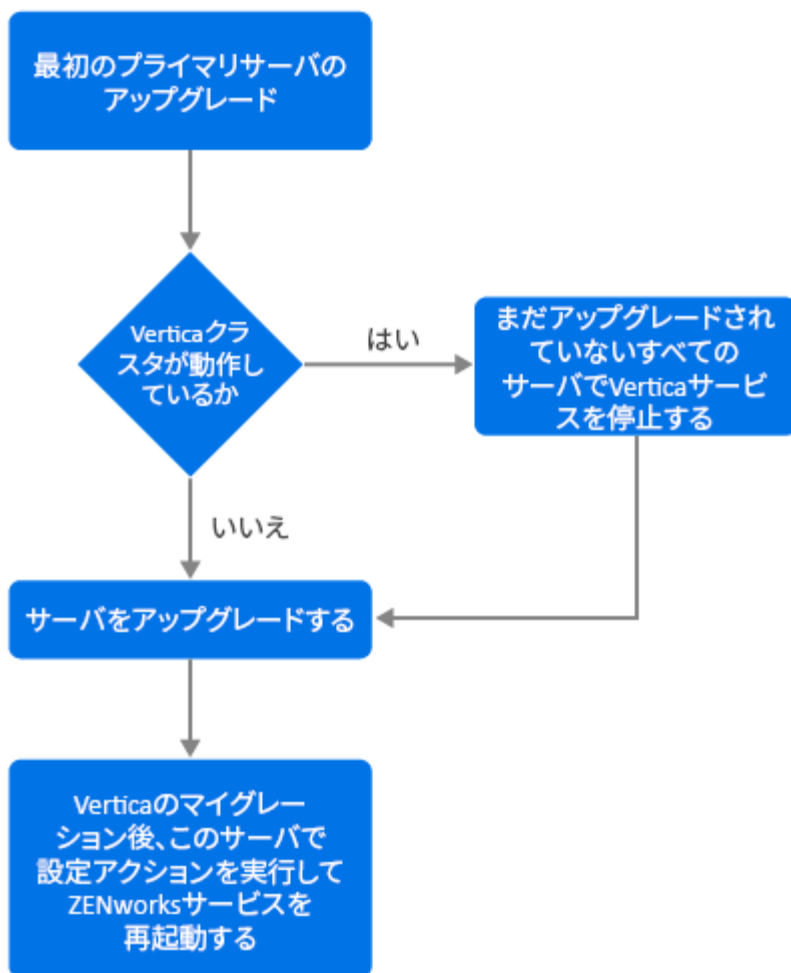 最初のプライマリサーバの
アップグレード
Verticaクラ
スタが動作し
ているか
はい
まだアップグレードされ
ていないすべての
サーバでVerticaサービ
スを停止する
いいえ
サーバをアップグレードする
Verticaのマイグレー
ション後、このサーバで
設定アクションを実行して
ZENworksサービスを
再起動する